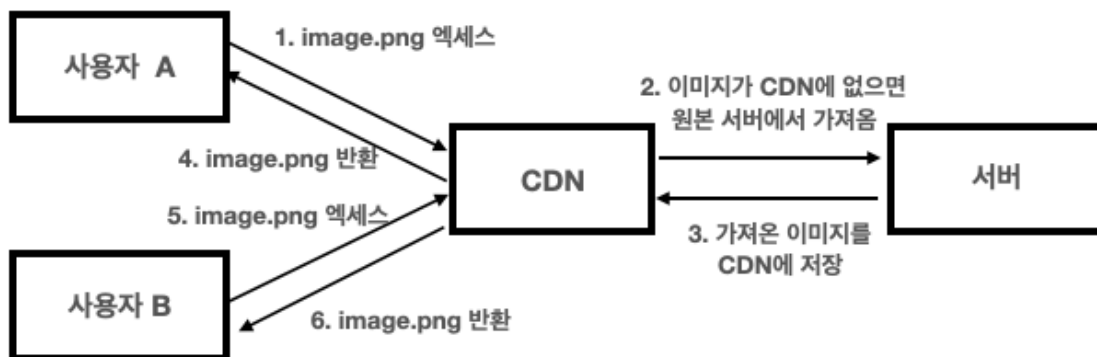 사용자 A
1. image.png 엑세스
2. 이미지가 CDN에 없으면
원본 서버에서 가져옴
4. image.png 반환
CDN
서버
5. image.png 엑세스
3. 가져온 이미지를
CDN에 저장
사용자 B
6. image.png 반환